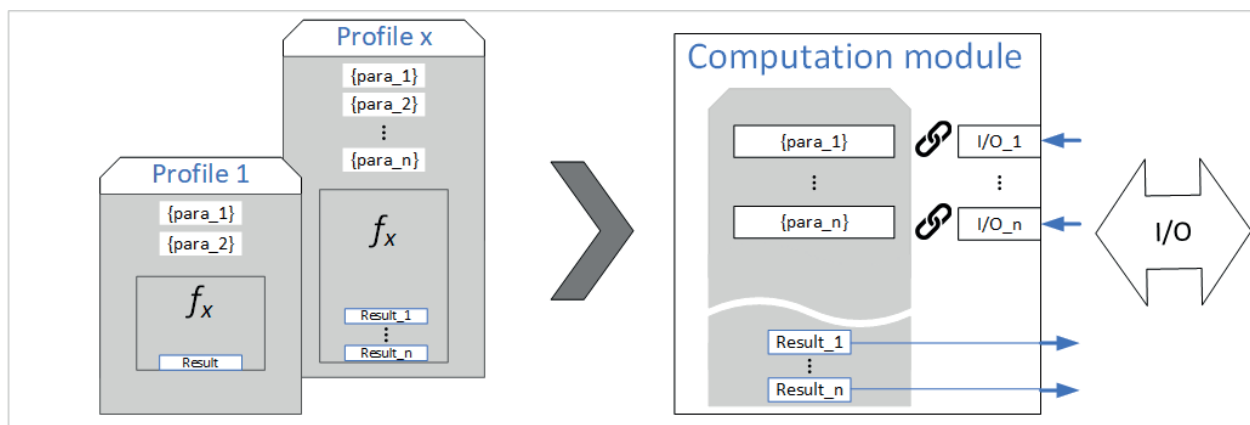 Profile 1
{para_1}
{para_2}
fx
Result
Profile x
{para_1}
{para_2}
⋮
{para_n}
fx
Result_1
⋮
Result_n
Computation module
{para_1}
I/O_1
⋮
⋮
{para_n}
I/O_n
Result_1
⋮
Result_n
I/O